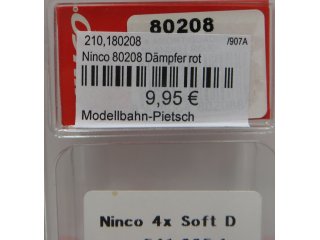 80208
210,180208 /907A
Ninco 80208 Dämpfer rot
9,95 €
Modellbahn-Pietsch
Ninco 4x Soft D